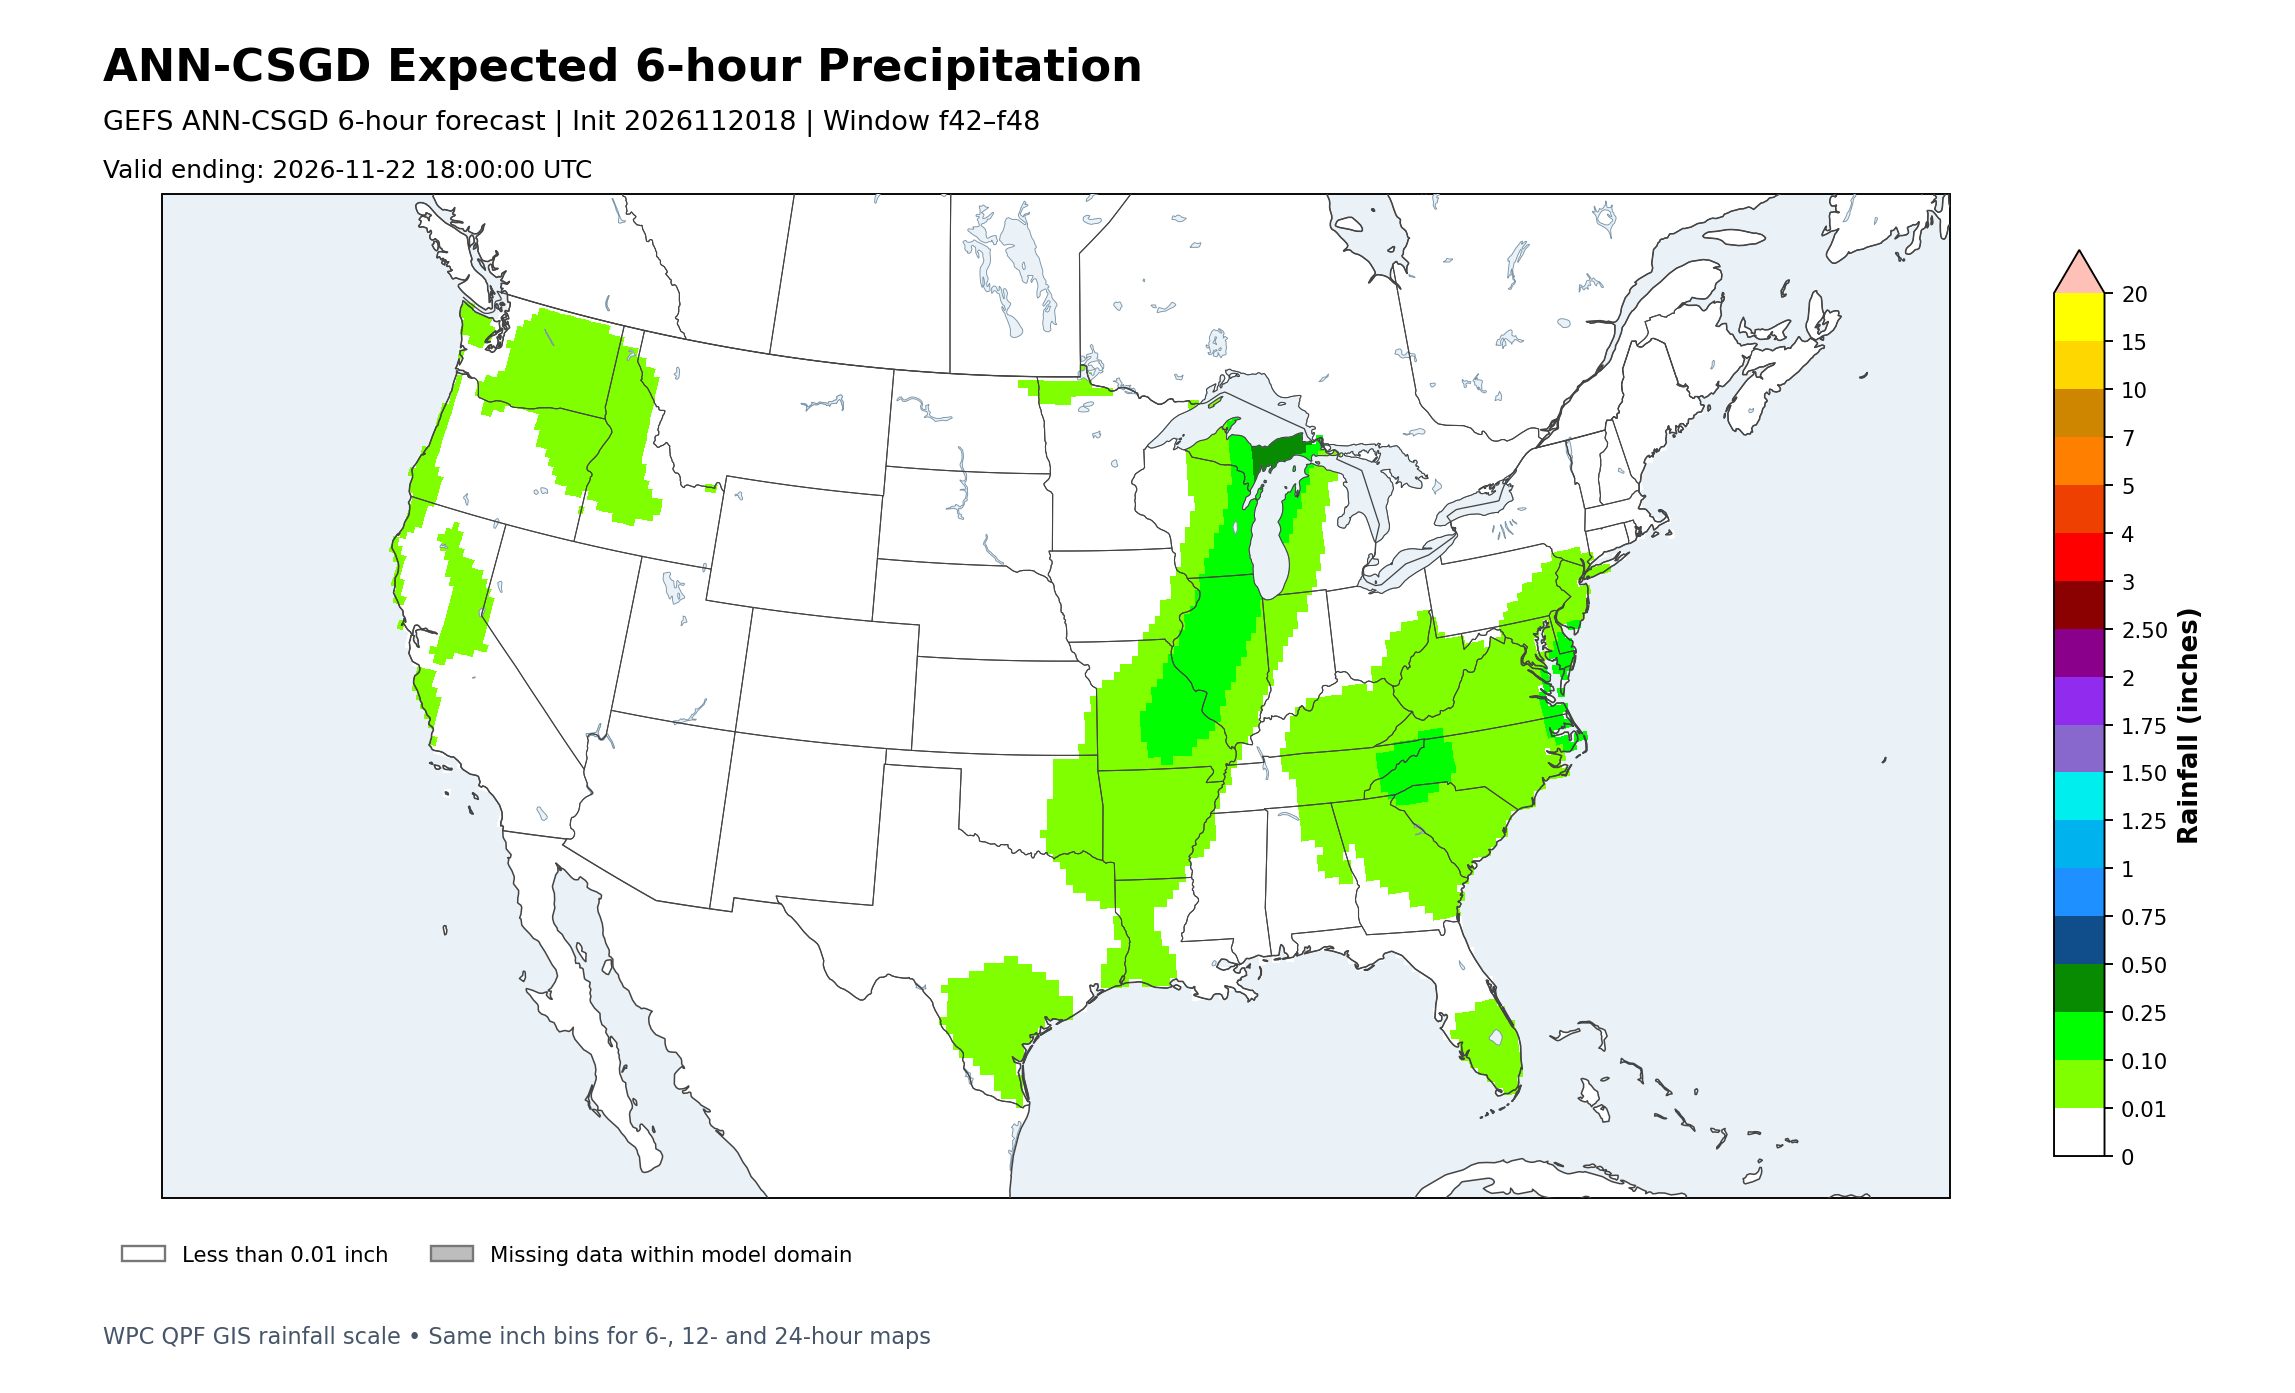 ANN-CSGD Expected 6-hour Precipitation
GEFS ANN-CSGD 6-hour forecast | Init 2026112018 | Window f42–f48
Valid ending: 2026-11-22 18:00:00 UTC
20
15
10
7
5
4
3
2.50
2
1.75
1.50
1.25
1
0.75
0.50
0.25
0.10
0.01
0
Rainfall (inches)
Less than 0.01 inch
Missing data within model domain
WPC QPF GIS rainfall scale • Same inch bins for 6-, 12- and 24-hour maps